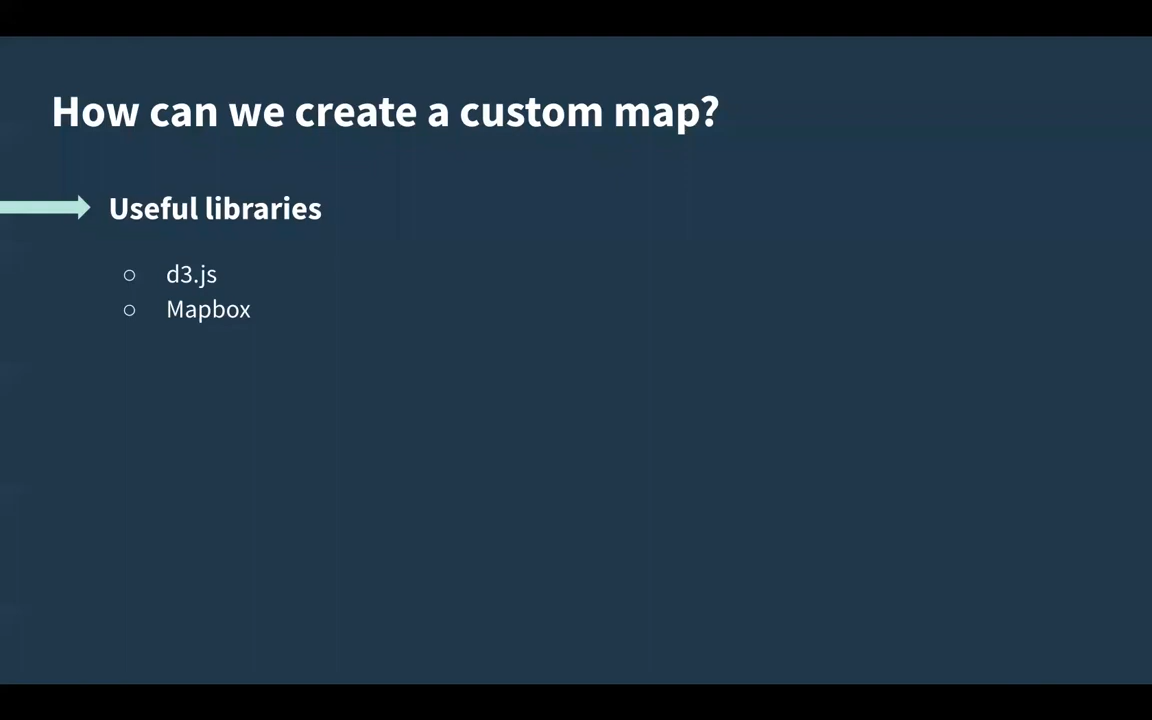 How can we create a custom map?
Useful libraries
○ d3.js
○ Mapbox